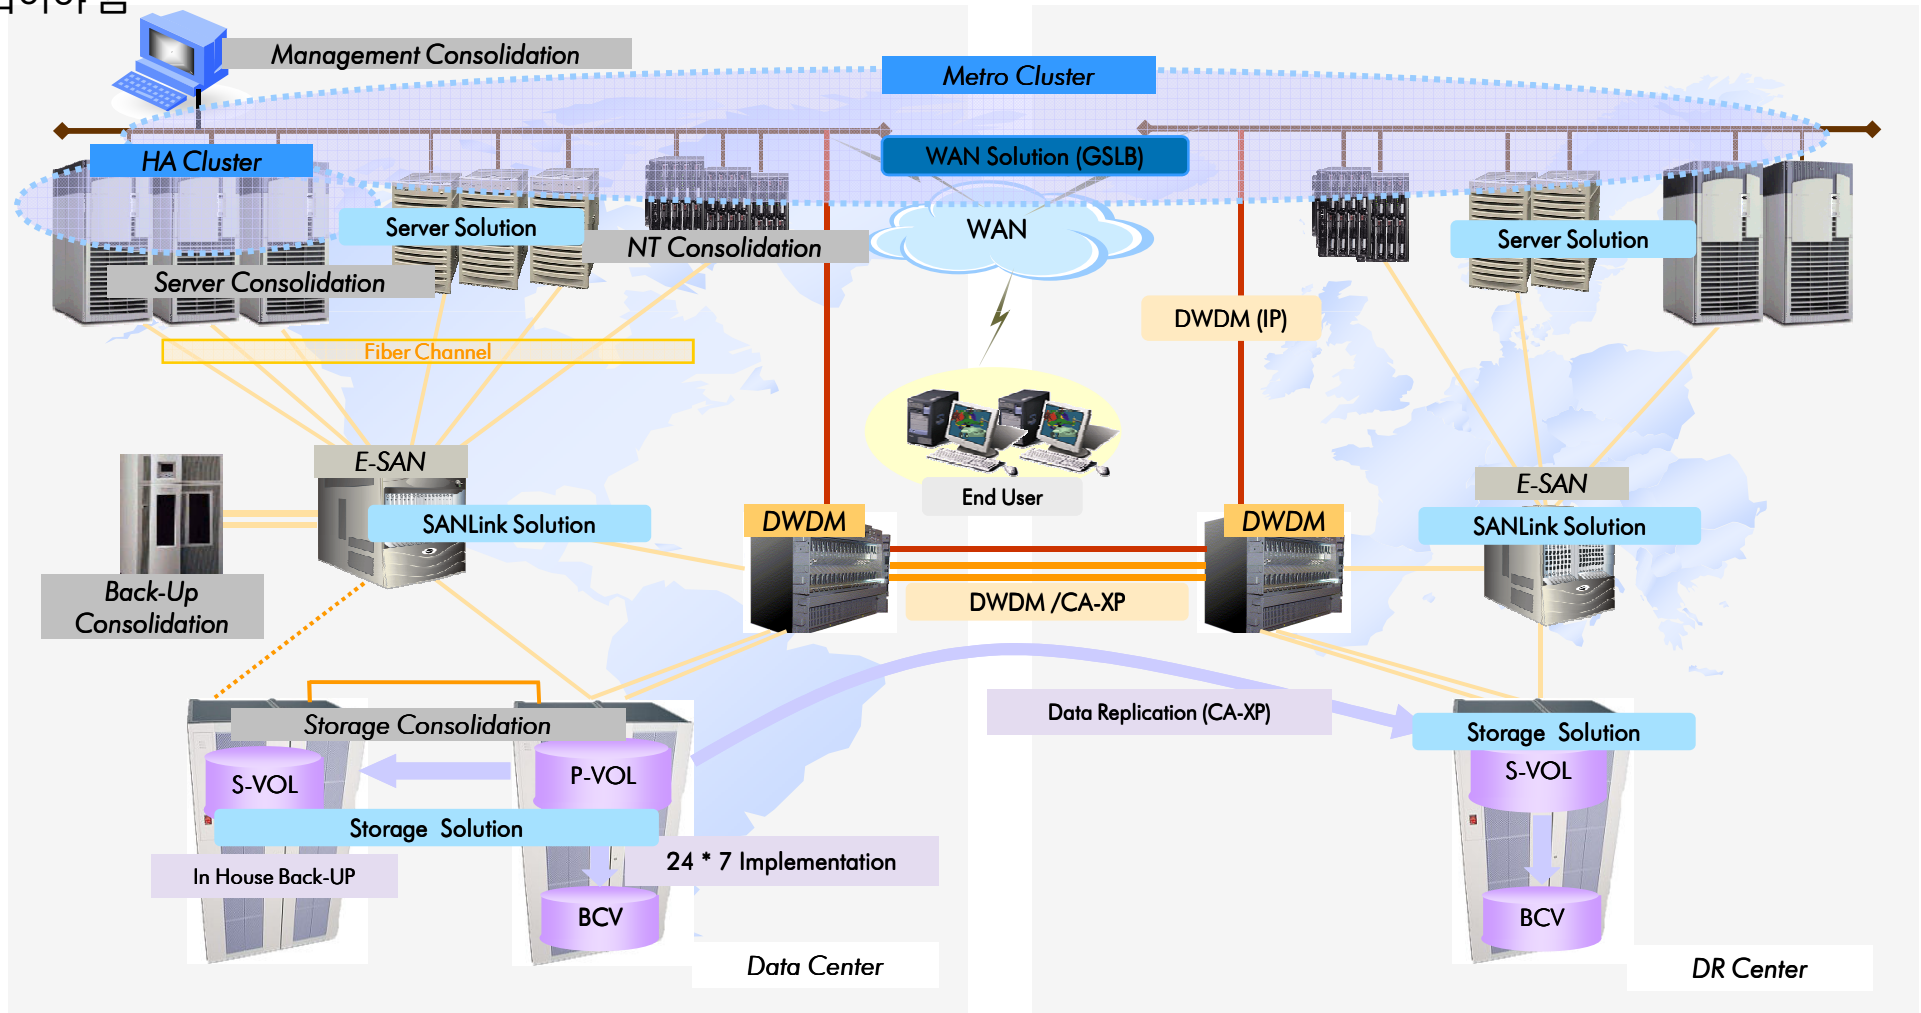 Management Consolidation
Metro Cluster
HA Cluster
WAN Solution (GSLB)
Server Solution
WAN
NT Consolidation
Server Solution
Server Consolidation
DWDM (IP)
Fiber Channel
E-SAN
E-SAN
End User
SANLink Solution
DWDM
DWDM
SANLink Solution
Back-Up
Consolidation
DWDM /CA-XP
Data Replication (CA-XP)
Storage Consolidation
Storage Solution
S-VOL
P-VOL
S-VOL
Storage Solution
24 * 7 Implementation
In House Back-UP
BCV
BCV
Data Center
DR Center